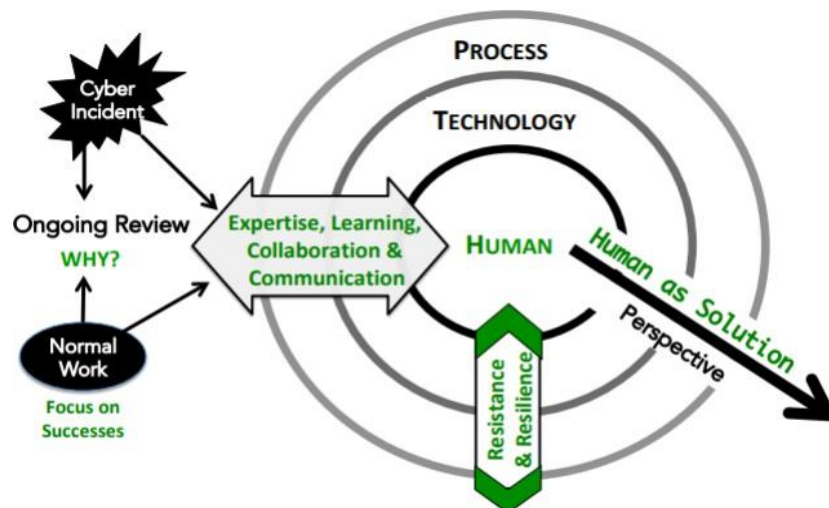 Cyber
Incident
Ongoing Review
WHY?
Normal
Work
Focus on
Successes
Expertise, Learning,
Collaboration &
Communication
PROCESS
TECHNOLOGY
HUMAN
Human as Solution
Perspective
Resistance
& Resilience